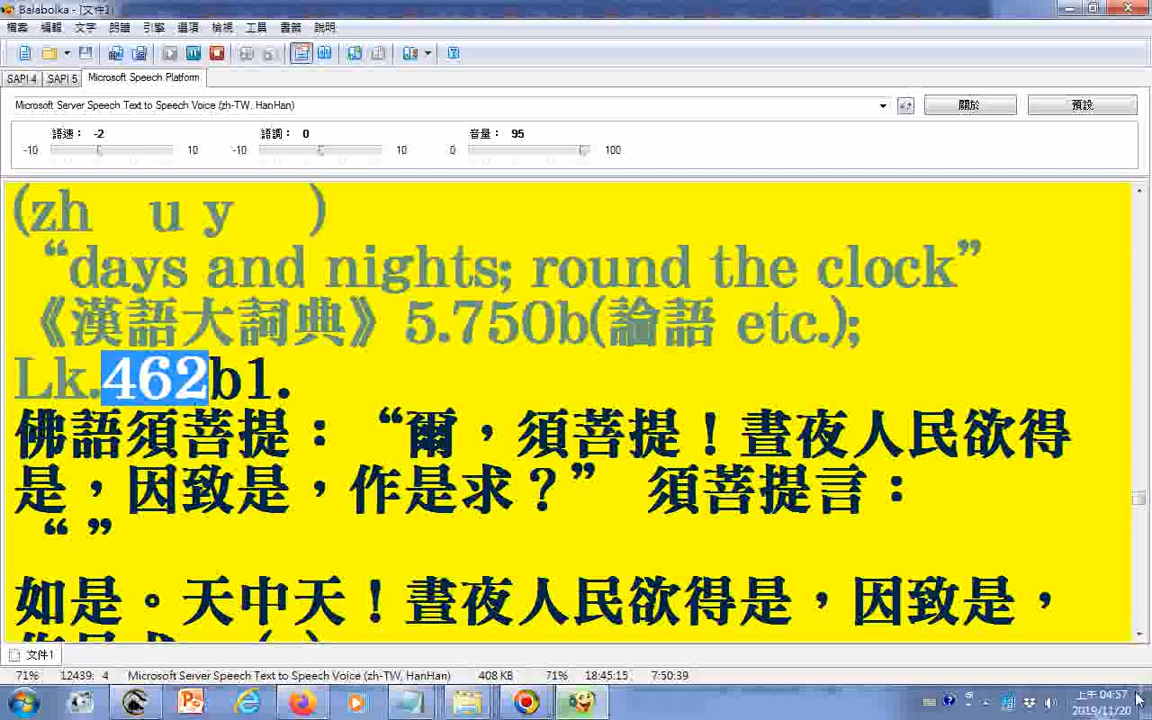 Balabolka - [文件1]
檔案 編輯 文字 朗讀 引擎 選項 檢視 工具 書籤 說明
SAPI 4 SAPI 5 Microsoft Speech Platform
Microsoft Server Speech Text to Speech Voice (zh-TW, HanHan) 關於 預設
語速： -2 語調： 0 音量： 95
-10 10 -10 10 0 100
(zh u y )
“days and nights; round the clock”
《漢語大詞典》5.750b(論語 etc.);
Lk.462b1.
佛語須菩提：“爾，須菩提！晝夜人民欲得
是，因致是，作是求？” 須菩提言：
“ ”
如是。天中天！晝夜人民欲得是，因致是，
文件1
71% 12439: 4 Microsoft Server Speech Text to Speech Voice (zh-TW, HanHan) 408 KB 71% 18:45:15 7:50:39
上午 04:57
2019/11/20